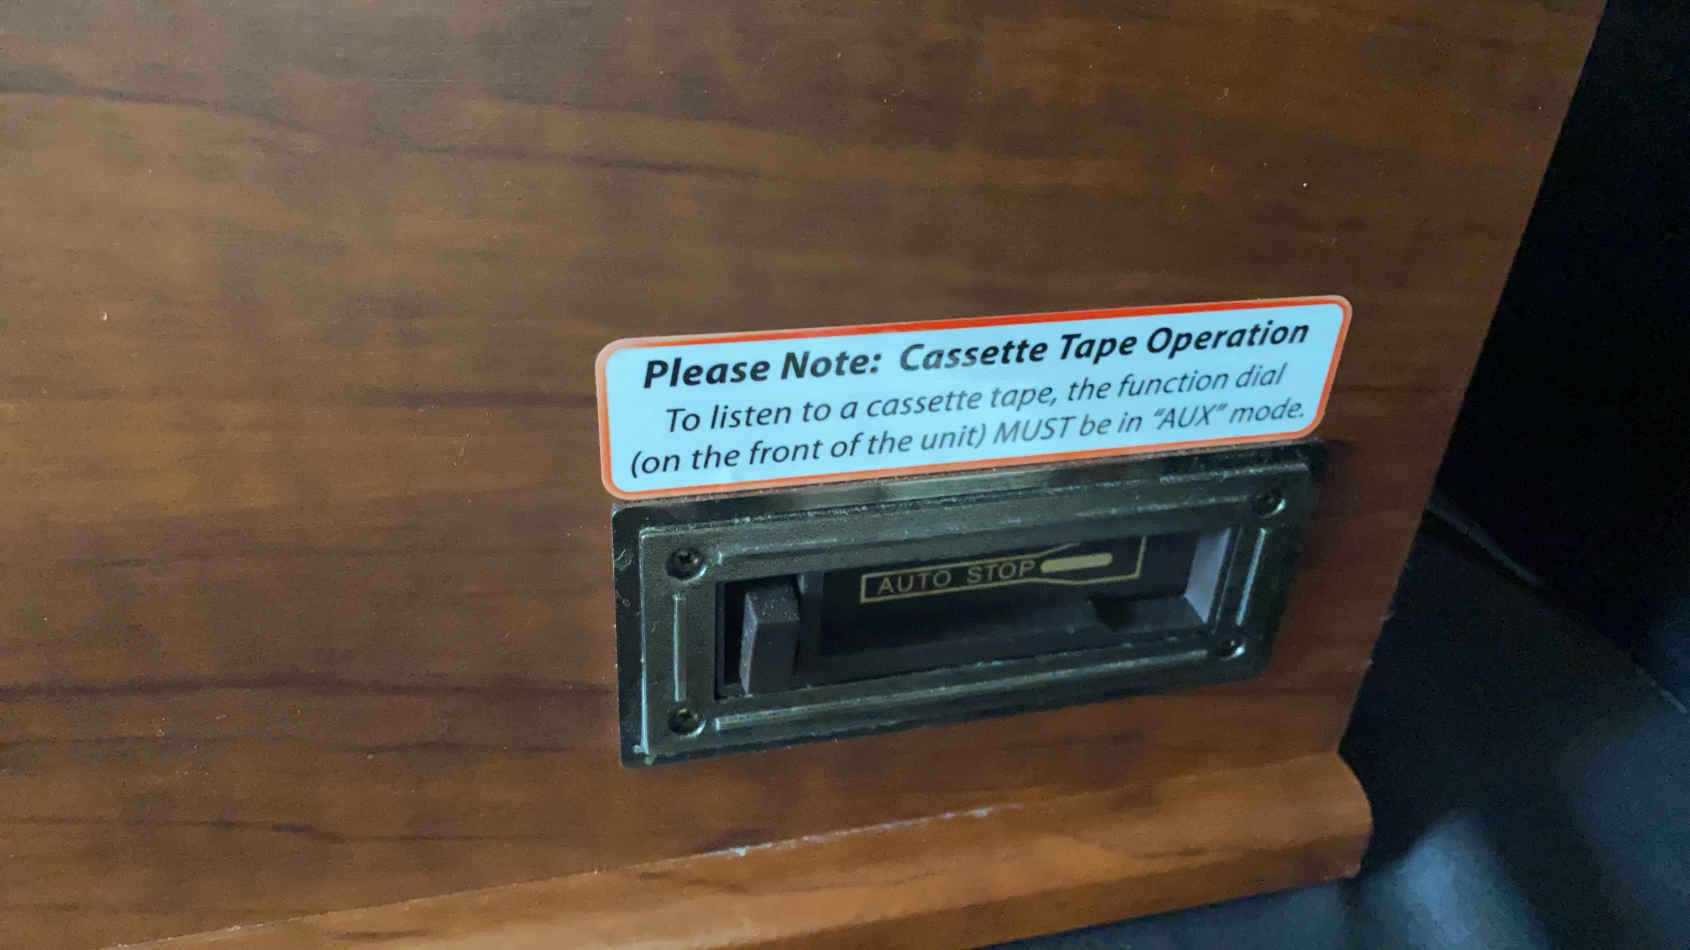 Please Note: Cassette Tape Operation
To listen to a cassette tape, the function dial
(on the front of the unit) MUST be in “AUX” mode.
AUTO STOP